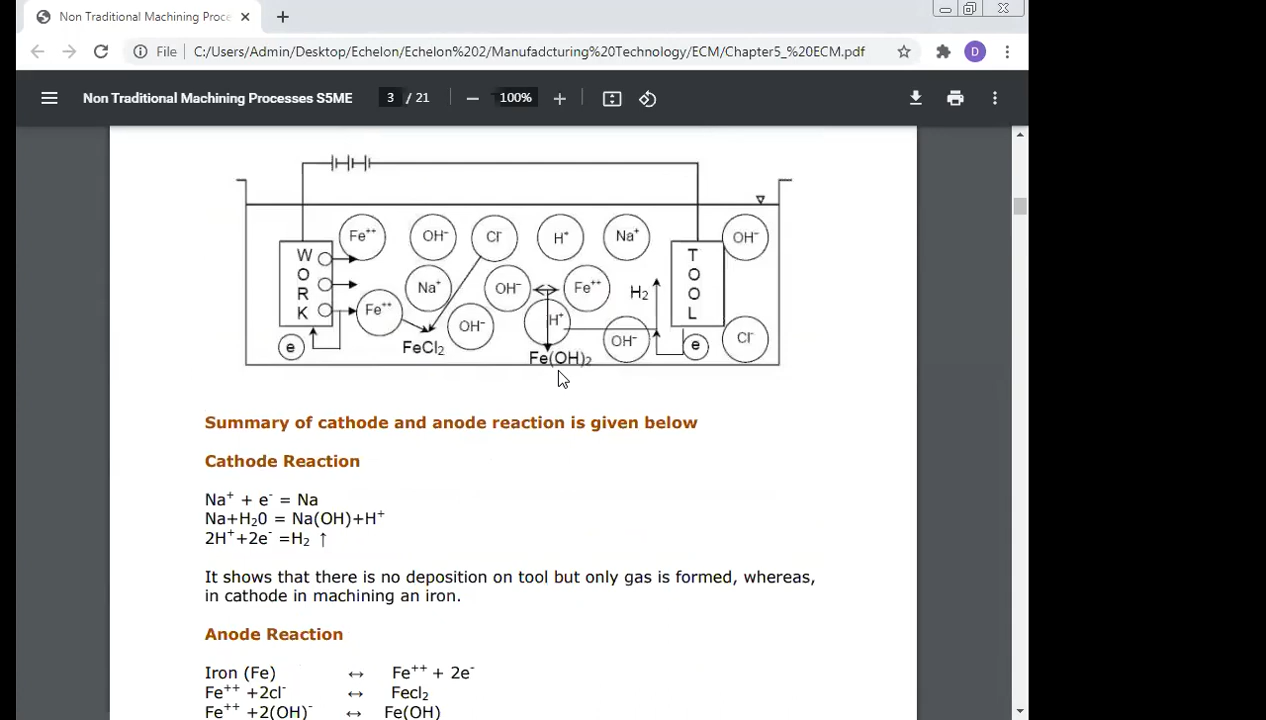 Non Traditional Machining Proce
File C:/Users/Admin/Desktop/Echelon/Echelon%202/Manufadcturing%20Technology/ECM/Chapter5_%20ECM.pdf D
Non Traditional Machining Processes S5ME 3 / 21 100%
Fe++ OH- Cl- H+ Na+ OH-
WORK TOOL
Na+ OH- Fe++ H2
Fe++ OH- H+ OH- Cl-
e FeCl2 Fe(OH)2 e
Summary of cathode and anode reaction is given below
Cathode Reaction
Na+ + e- = Na
Na+H20 = Na(OH)+H+
2H+ +2e- =H2 ↑
It shows that there is no deposition on tool but only gas is formed, whereas,
in cathode in machining an iron.
Anode Reaction
Iron (Fe) ↔ Fe++ + 2e-
Fe++ +2cl- ↔ Fecl2
Fe++ +2(OH)- ↔ Fe(OH)